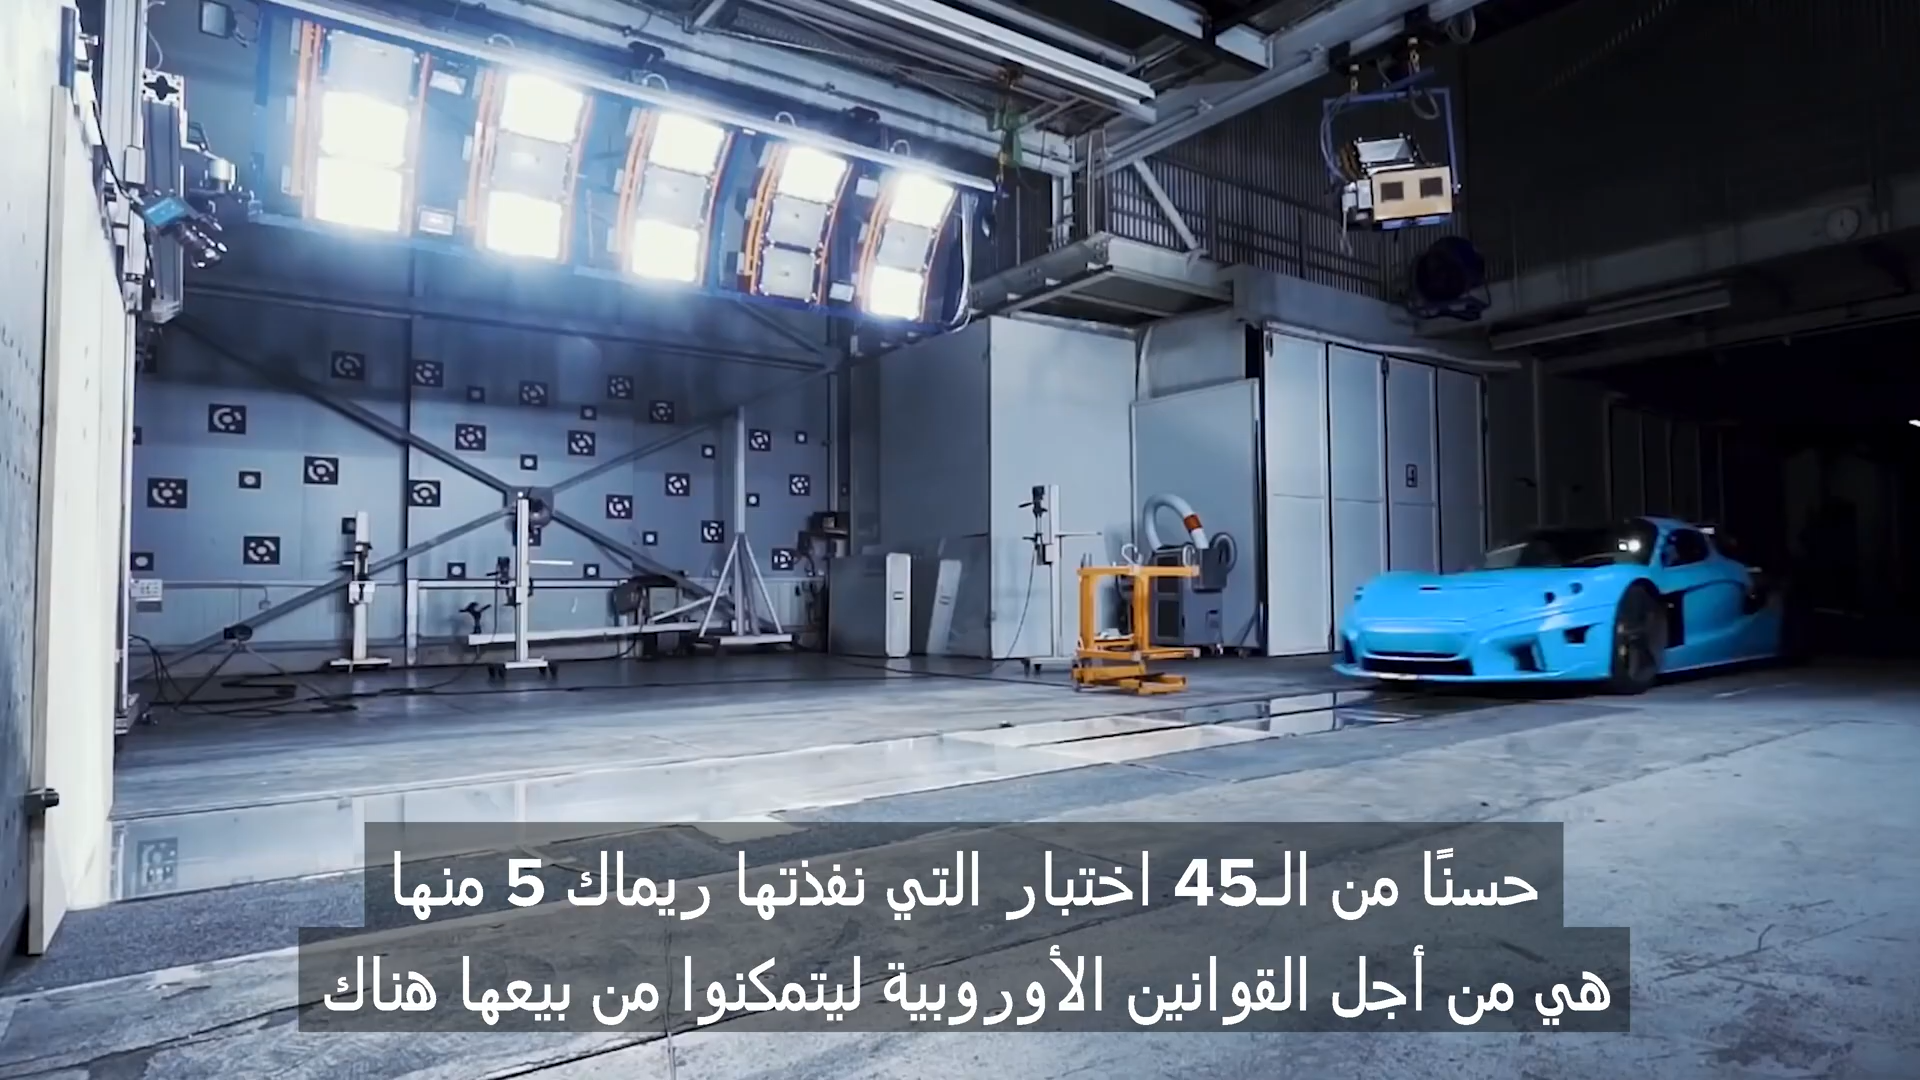 حسنًا من الـ45 اختبار التي نفذتها ريماك 5 منها
هي من أجل القوانين الأوروبية ليتمكنوا من بيعها هناك